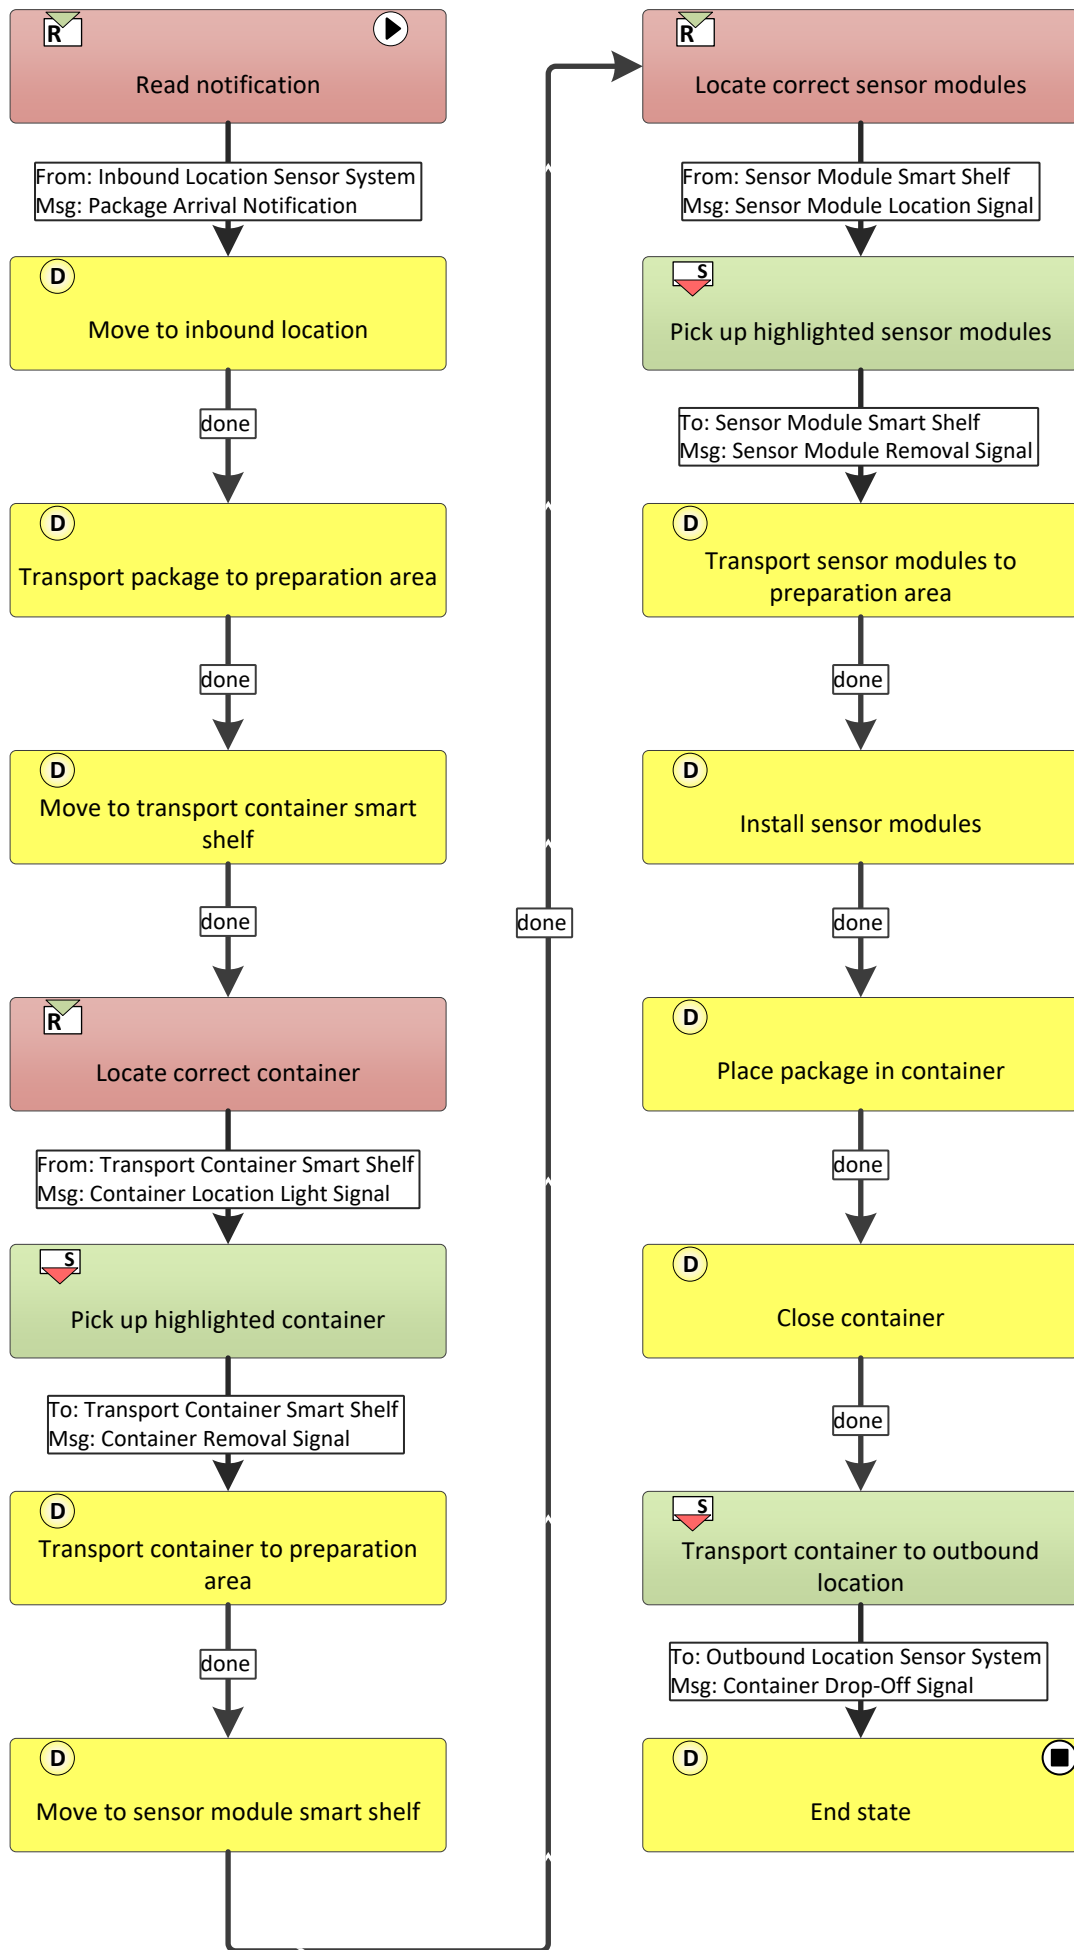 R
Read notification
From: Inbound Location Sensor System
Msg: Package Arrival Notification
D
Move to inbound location
done
D
Transport package to preparation area
done
D
Move to transport container smart
shelf
done
R
Locate correct container
From: Transport Container Smart Shelf
Msg: Container Location Light Signal
S
Pick up highlighted container
To: Transport Container Smart Shelf
Msg: Container Removal Signal
D
Transport container to preparation
area
done
D
Move to sensor module smart shelf
done
R
Locate correct sensor modules
From: Sensor Module Smart Shelf
Msg: Sensor Module Location Signal
S
Pick up highlighted sensor modules
To: Sensor Module Smart Shelf
Msg: Sensor Module Removal Signal
D
Transport sensor modules to
preparation area
done
D
Install sensor modules
done
D
Place package in container
done
D
Close container
done
S
Transport container to outbound
location
To: Outbound Location Sensor System
Msg: Container Drop-Off Signal
D
End state